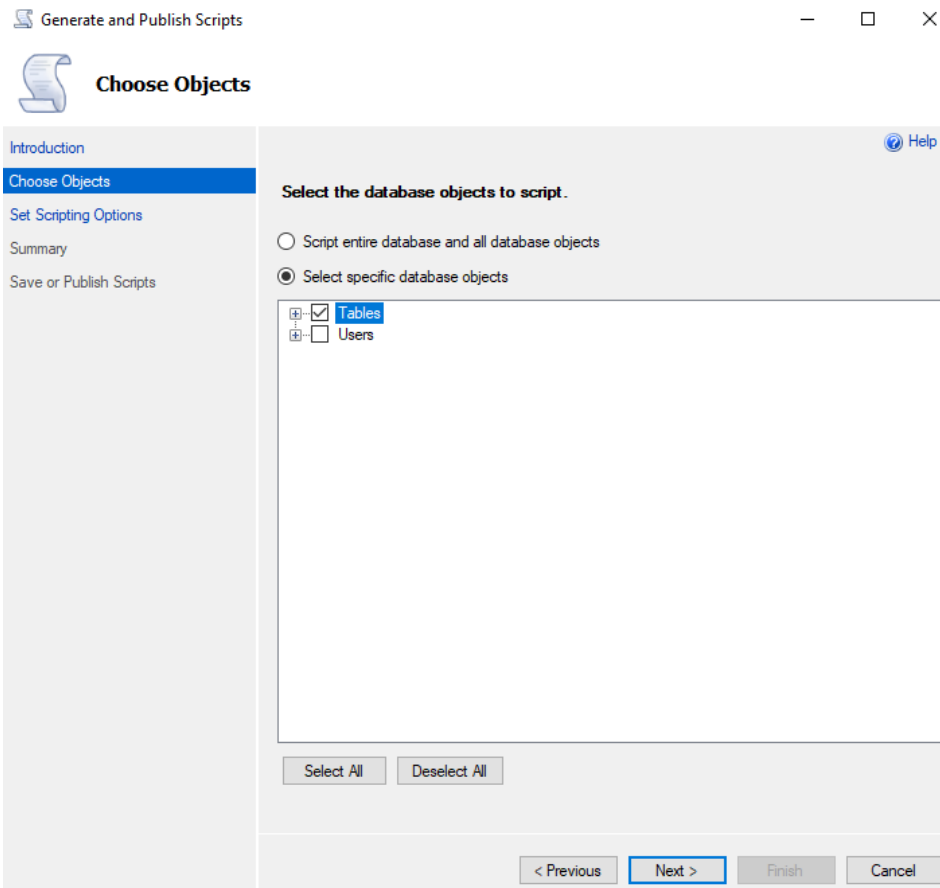 Generate and Publish Scripts
Choose Objects
Introduction
Choose Objects
Set Scripting Options
Summary
Save or Publish Scripts
Help
Select the database objects to script.
Script entire database and all database objects
Select specific database objects
Tables
Users
Select All
Deselect All
< Previous
Next >
Finish
Cancel